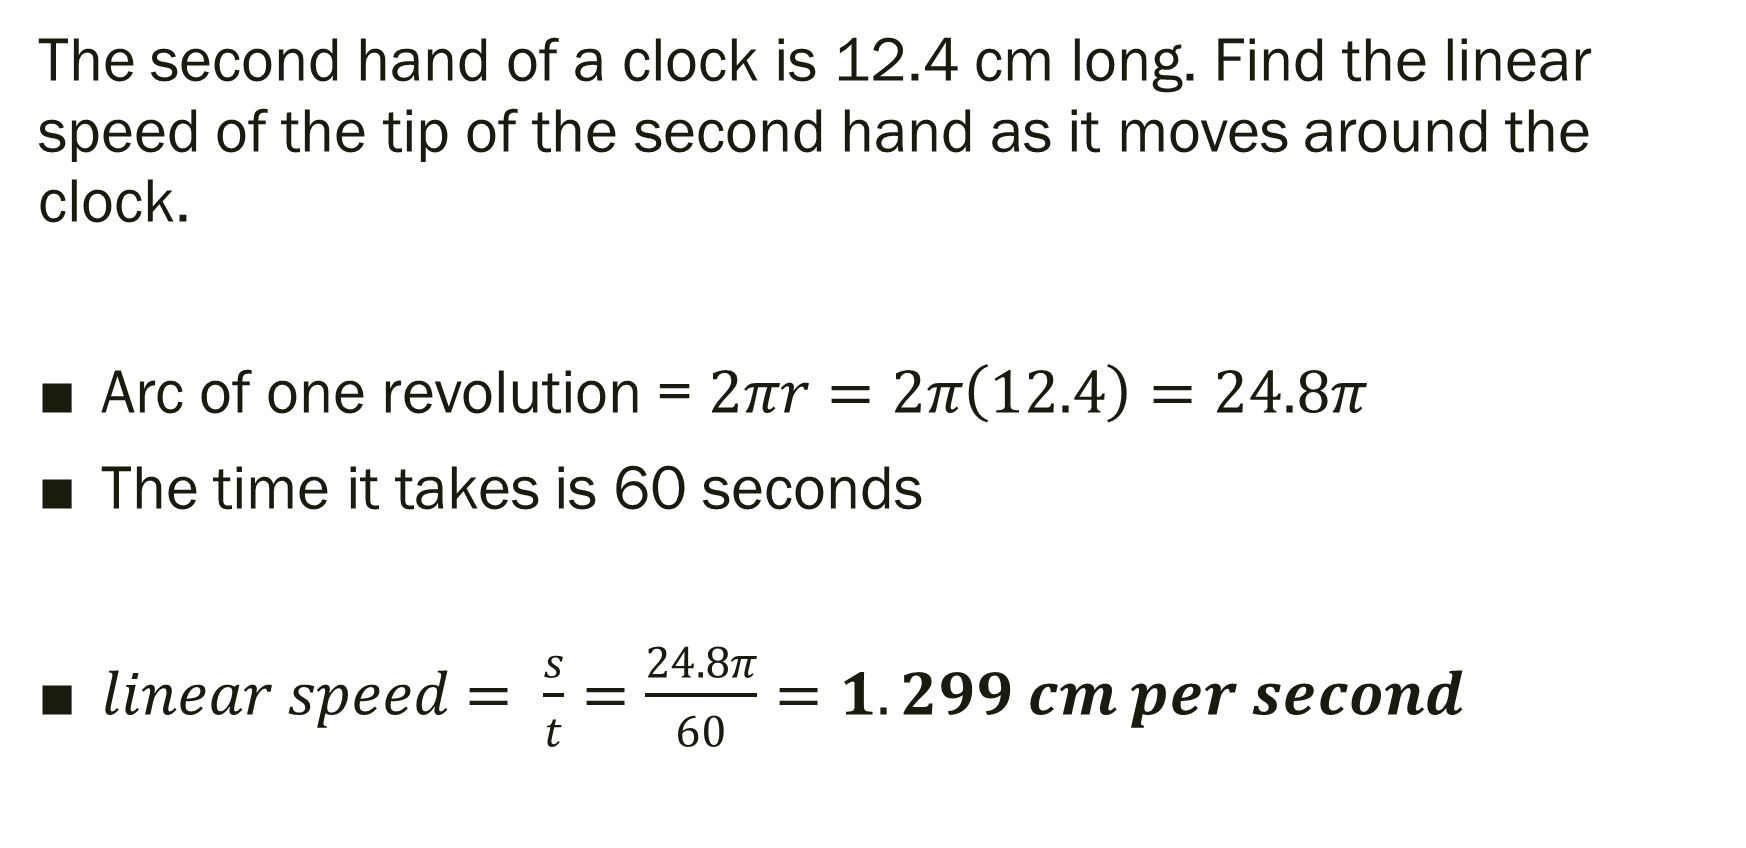 The second hand of a clock is 12.4 cm long. Find the linear
speed of the tip of the second hand as it moves around the
clock.
■ Arc of one revolution = 2πr = 2π(12.4) = 24.8π
■ The time it takes is 60 seconds
■ linear speed = s/t = 24.8π/60 = 1.299 cm per second